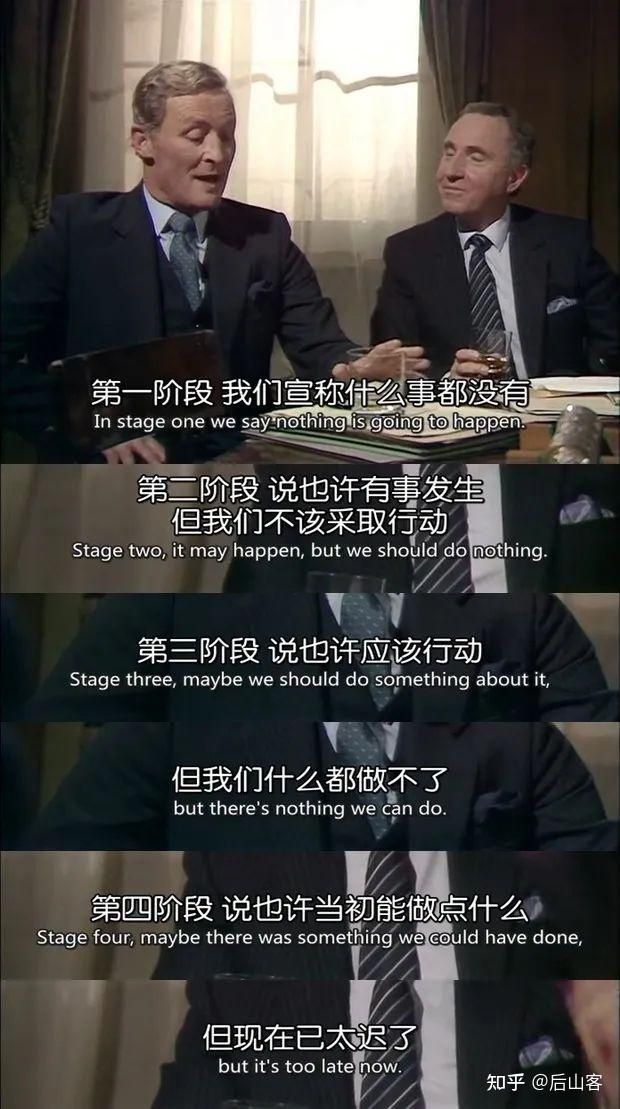 第一阶段 我们宣称什么事都没有
In stage one we say nothing is going to happen.
第二阶段 说也许有事发生
但我们不该采取行动
Stage two, it may happen, but we should do nothing.
第三阶段 说也许应该行动
Stage three, maybe we should do something about it,
但我们什么都做不了
but there's nothing we can do.
第四阶段 说也许当初能做点什么
Stage four, maybe there was something we could have done,
但现在已太迟了
but it's too late now.
知乎 @后山客